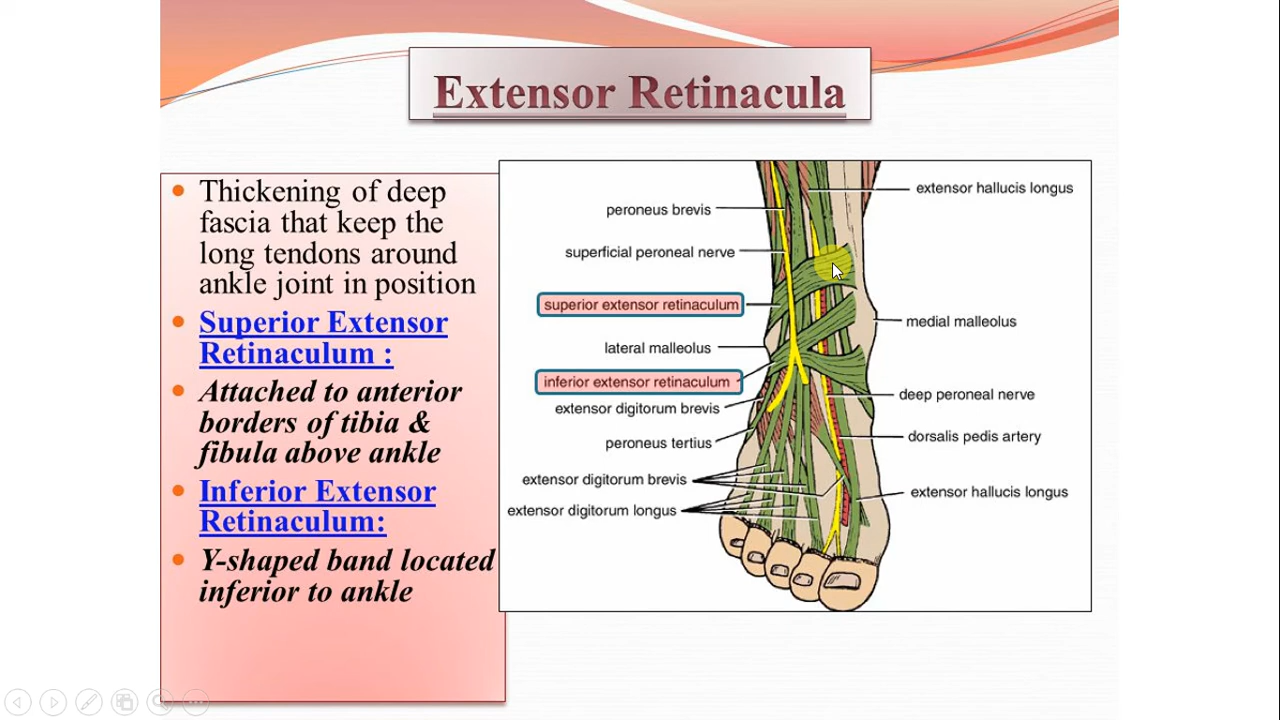 Extensor Retinacula
Thickening of deep
fascia that keep the
long tendons around
ankle joint in position
Superior Extensor
Retinaculum :
Attached to anterior
borders of tibia &
fibula above ankle
Inferior Extensor
Retinaculum:
Y-shaped band located
inferior to ankle
extensor hallucis longus
peroneus brevis
superficial peroneal nerve
superior extensor retinaculum
medial malleolus
lateral malleolus
inferior extensor retinaculum
deep peroneal nerve
extensor digitorum brevis
dorsalis pedis artery
peroneus tertius
extensor digitorum brevis
extensor hallucis longus
extensor digitorum longus